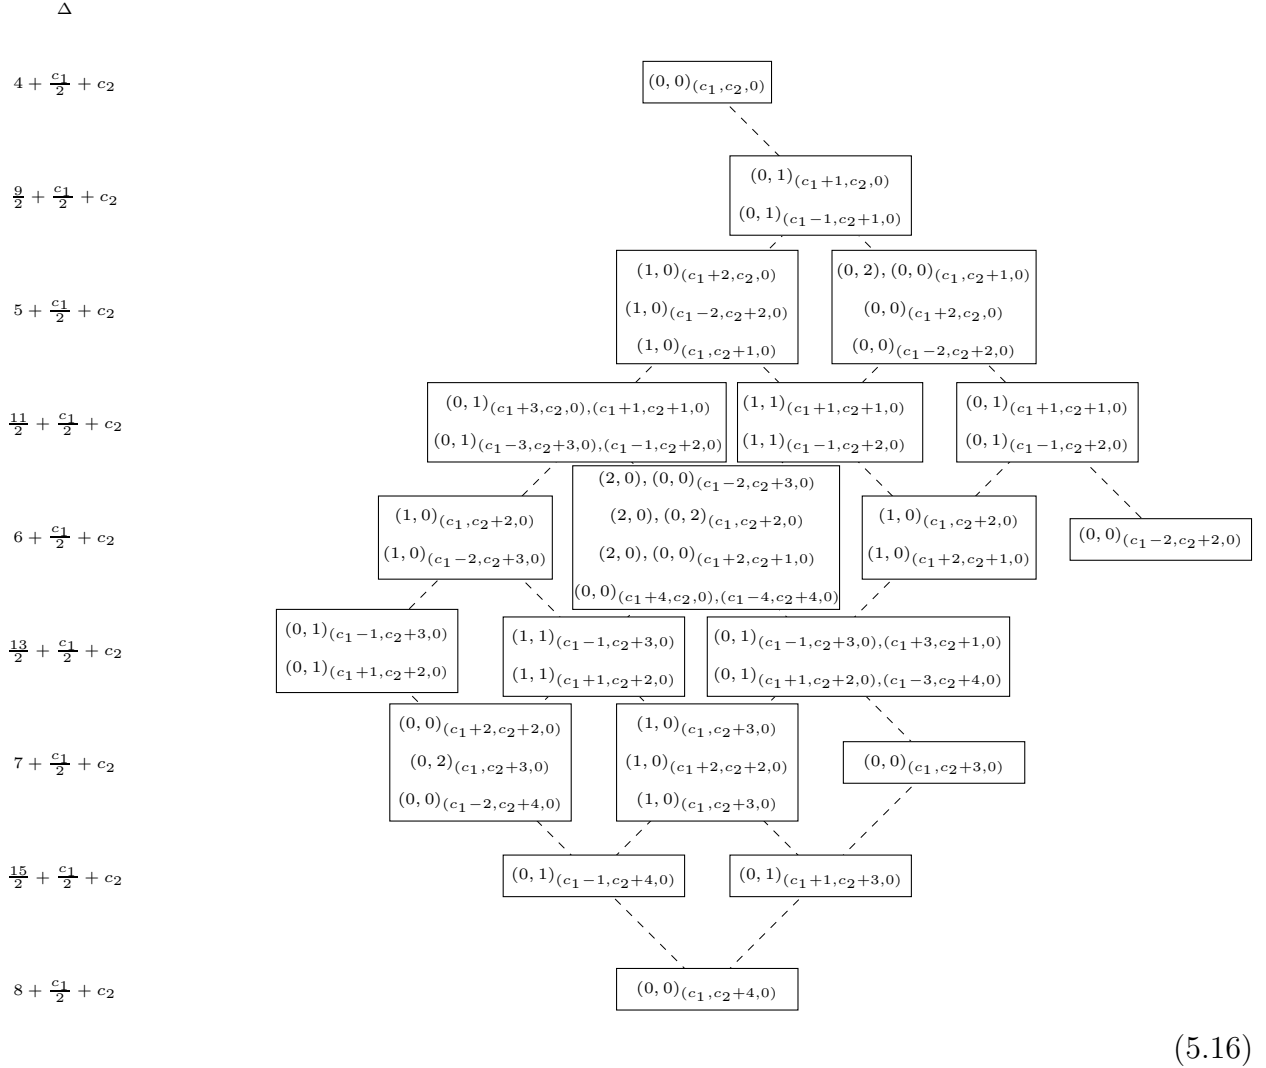 Δ
4 + c₁/2 + c₂
(0, 0)_(c₁,c₂,0)
9/2 + c₁/2 + c₂
(0, 1)_(c₁+1,c₂,0)
(0, 1)_(c₁−1,c₂+1,0)
5 + c₁/2 + c₂
(1, 0)_(c₁+2,c₂,0)
(1, 0)_(c₁−2,c₂+2,0)
(1, 0)_(c₁,c₂+1,0)
(0, 2), (0, 0)_(c₁,c₂+1,0)
(0, 0)_(c₁+2,c₂,0)
(0, 0)_(c₁−2,c₂+2,0)
11/2 + c₁/2 + c₂
(0, 1)_(c₁+3,c₂,0),(c₁+1,c₂+1,0)
(0, 1)_(c₁−3,c₂+3,0),(c₁−1,c₂+2,0)
(1, 1)_(c₁+1,c₂+1,0)
(1, 1)_(c₁−1,c₂+2,0)
(0, 1)_(c₁+1,c₂+1,0)
(0, 1)_(c₁−1,c₂+2,0)
6 + c₁/2 + c₂
(1, 0)_(c₁,c₂+2,0)
(1, 0)_(c₁−2,c₂+3,0)
(2, 0), (0, 0)_(c₁−2,c₂+3,0)
(2, 0), (0, 2)_(c₁,c₂+2,0)
(2, 0), (0, 0)_(c₁+2,c₂+1,0)
(0, 0)_(c₁+4,c₂,0),(c₁−4,c₂+4,0)
(1, 0)_(c₁,c₂+2,0)
(1, 0)_(c₁+2,c₂+1,0)
(0, 0)_(c₁−2,c₂+2,0)
13/2 + c₁/2 + c₂
(0, 1)_(c₁−1,c₂+3,0)
(0, 1)_(c₁+1,c₂+2,0)
(1, 1)_(c₁−1,c₂+3,0)
(1, 1)_(c₁+1,c₂+2,0)
(0, 1)_(c₁−1,c₂+3,0),(c₁+3,c₂+1,0)
(0, 1)_(c₁+1,c₂+2,0),(c₁−3,c₂+4,0)
7 + c₁/2 + c₂
(0, 0)_(c₁+2,c₂+2,0)
(0, 2)_(c₁,c₂+3,0)
(0, 0)_(c₁−2,c₂+4,0)
(1, 0)_(c₁,c₂+3,0)
(1, 0)_(c₁+2,c₂+2,0)
(1, 0)_(c₁,c₂+3,0)
(0, 0)_(c₁,c₂+3,0)
15/2 + c₁/2 + c₂
(0, 1)_(c₁−1,c₂+4,0)
(0, 1)_(c₁+1,c₂+3,0)
8 + c₁/2 + c₂
(0, 0)_(c₁,c₂+4,0)
(5.16)